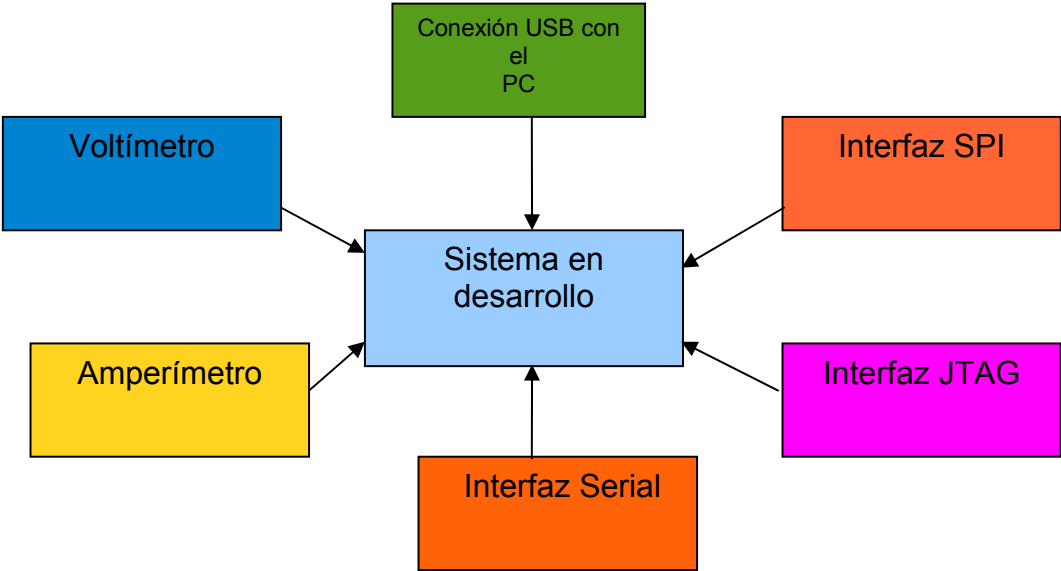 Conexión USB con
el
PC
Voltímetro
Interfaz SPI
Sistema en
desarrollo
Amperímetro
Interfaz JTAG
Interfaz Serial